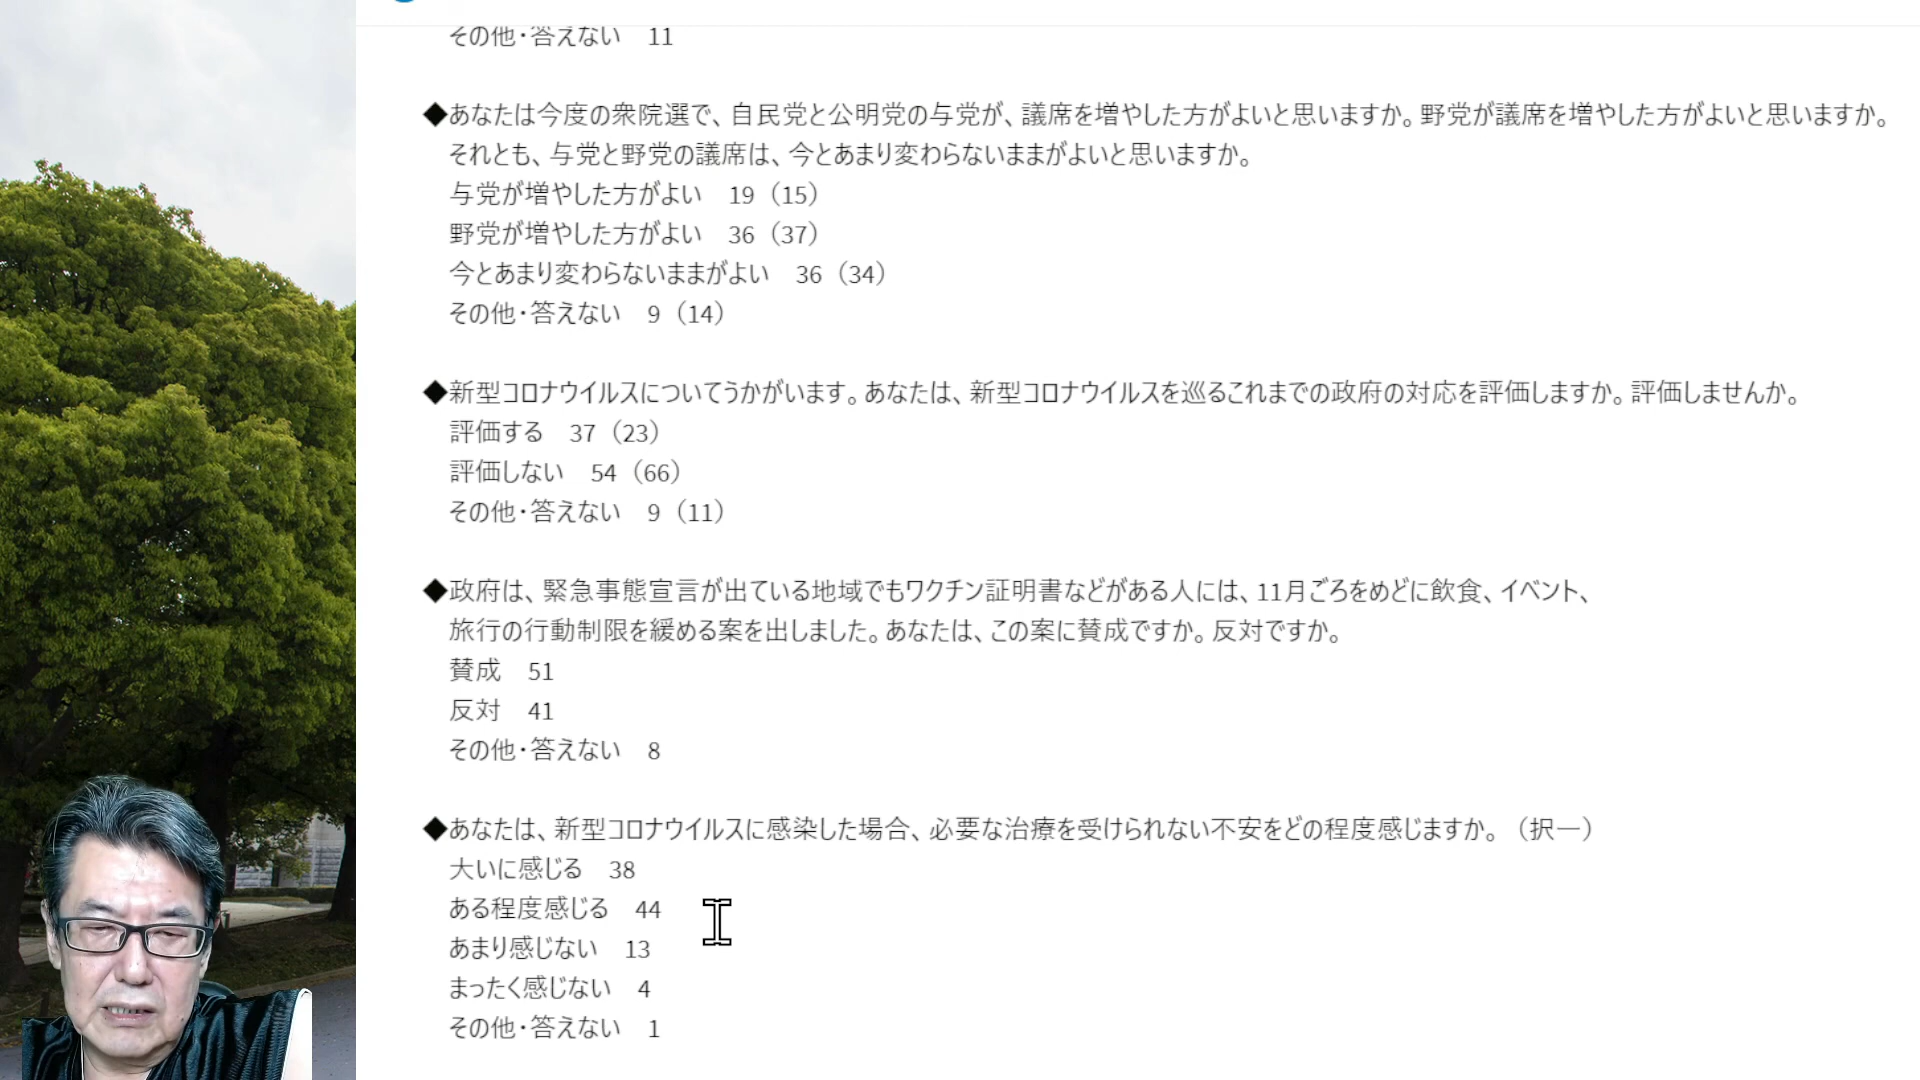 その他・答えない　11
◆あなたは今度の衆院選で、自民党と公明党の与党が、議席を増やした方がよいと思いますか。野党が議席を増やした方がよいと思いますか。
それとも、与党と野党の議席は、今とあまり変わらないままがよいと思いますか。
与党が増やした方がよい　19（15）
野党が増やした方がよい　36（37）
今とあまり変わらないままがよい　36（34）
その他・答えない　9（14）
◆新型コロナウイルスについてうかがいます。あなたは、新型コロナウイルスを巡るこれまでの政府の対応を評価しますか。評価しませんか。
評価する　37（23）
評価しない　54（66）
その他・答えない　9（11）
◆政府は、緊急事態宣言が出ている地域でもワクチン証明書などがある人には、11月ごろをめどに飲食、イベント、
旅行の行動制限を緩める案を出しました。あなたは、この案に賛成ですか。反対ですか。
賛成　51
反対　41
その他・答えない　8
◆あなたは、新型コロナウイルスに感染した場合、必要な治療を受けられない不安をどの程度感じますか。（択一）
大いに感じる　38
ある程度感じる　44
あまり感じない　13
まったく感じない　4
その他・答えない　1